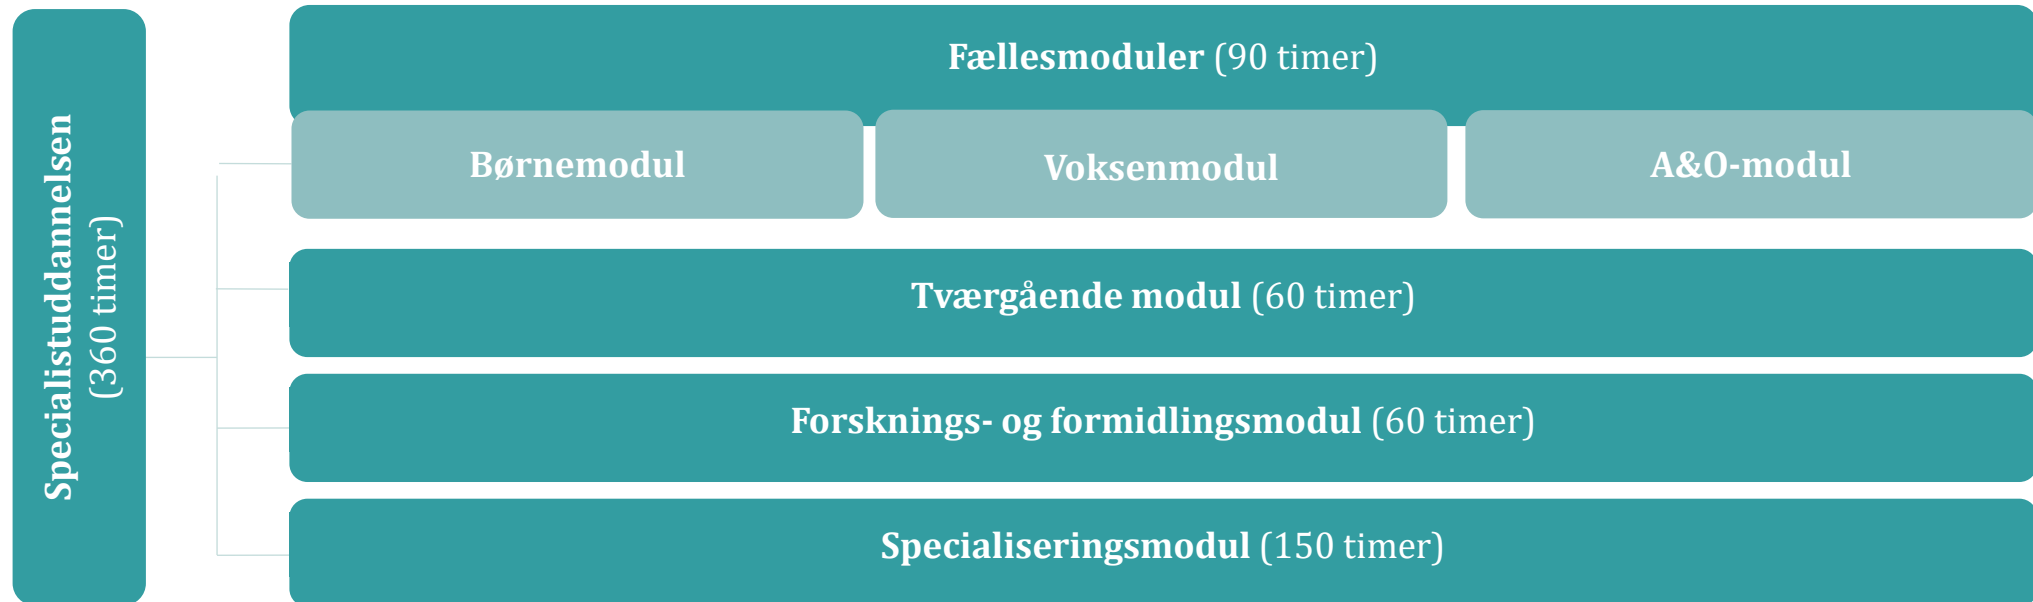 Specialistuddannelsen
(360 timer)
Fællesmoduler (90 timer)
Børnemodul
Voksenmodul
A&O-modul
Tværgående modul (60 timer)
Forsknings- og formidlingsmodul (60 timer)
Specialiseringsmodul (150 timer)